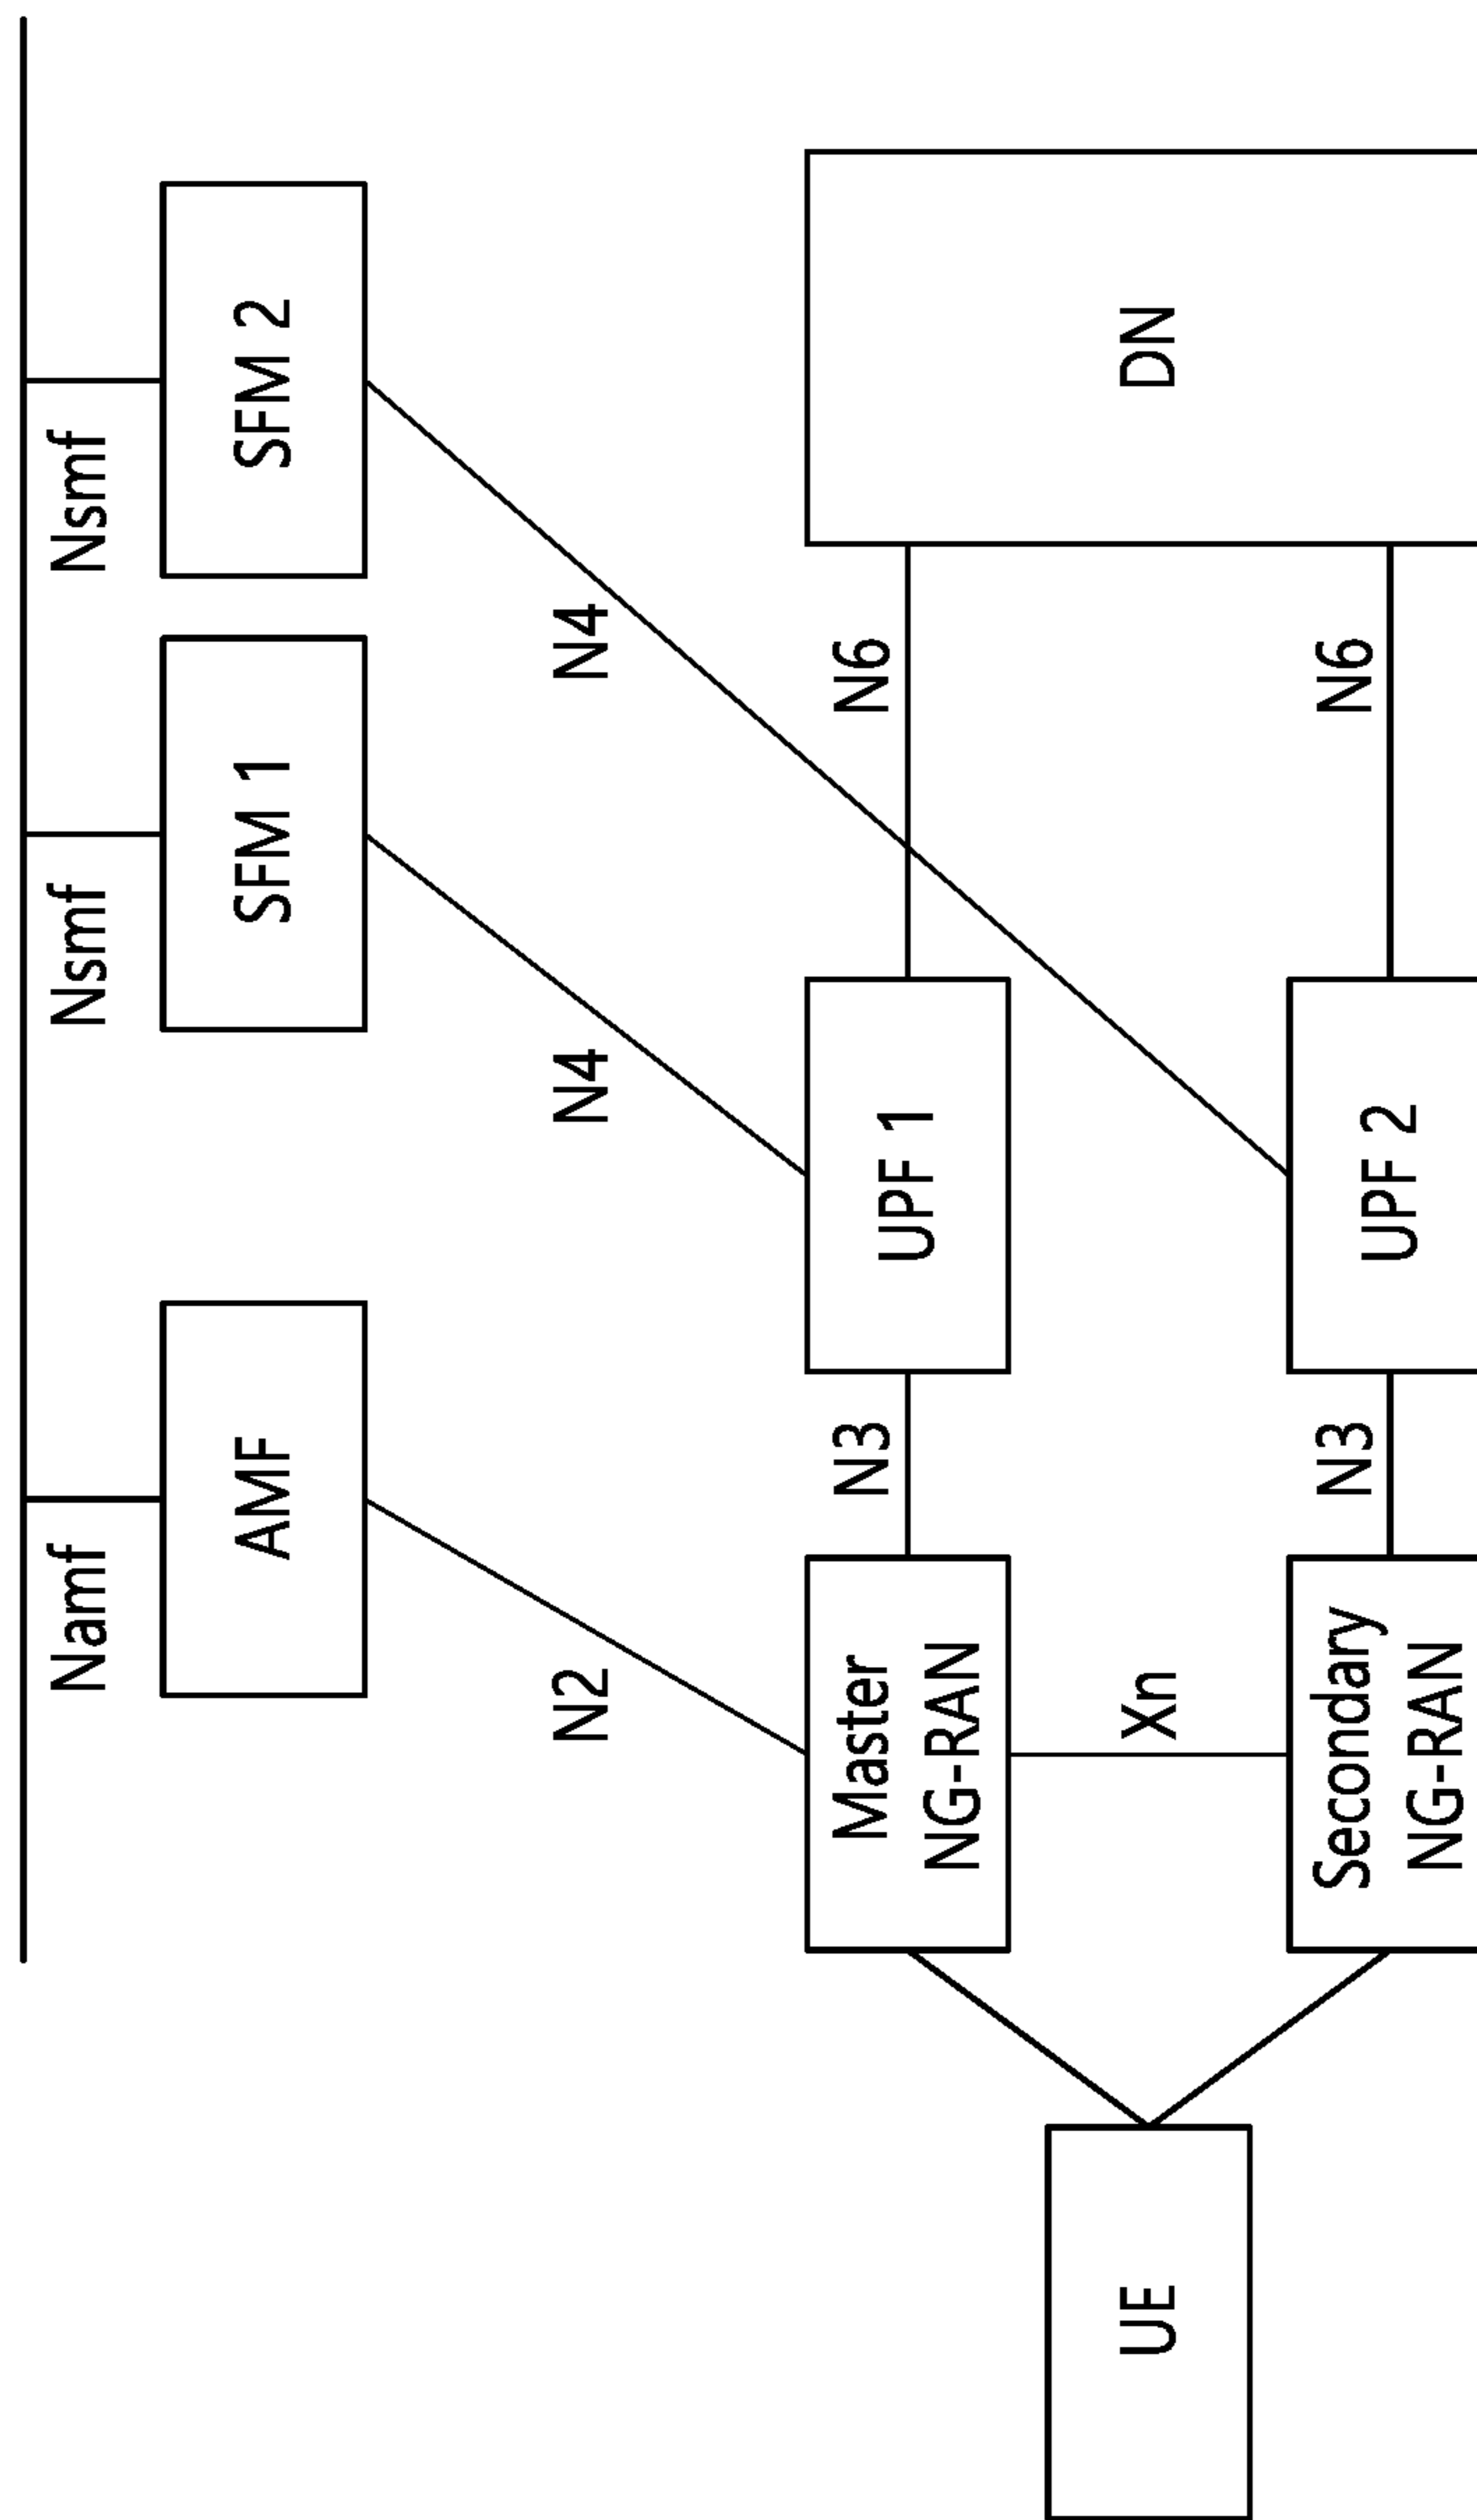 Namf
Nsmf
Nsmf
AMF
SFM 1
SFM 2
N2
N4
N4
Master
NG-RAN
N3
UPF 1
N6
UE
Xn
DN
Secondary
NG-RAN
N3
UPF 2
N6